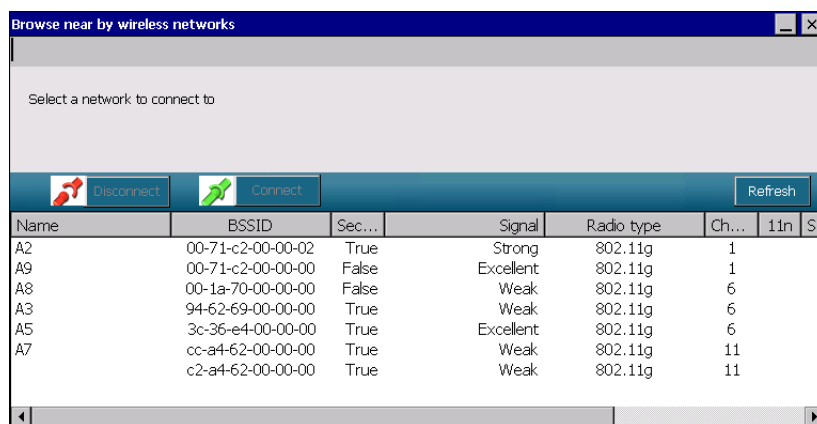 Browse near by wireless networks
Select a network to connect to
Disconnect Connect Refresh
Name BSSID Sec... Signal Radio type Ch... 11n S
A2 00-71-c2-00-00-02 True Strong 802.11g 1
A9 00-71-c2-00-00-00 False Excellent 802.11g 1
A8 00-1a-70-00-00-00 False Weak 802.11g 6
A3 94-62-69-00-00-00 True Weak 802.11g 6
A5 3c-36-e4-00-00-00 True Excellent 802.11g 6
A7 cc-a4-62-00-00-00 True Weak 802.11g 11
c2-a4-62-00-00-00 True Weak 802.11g 11